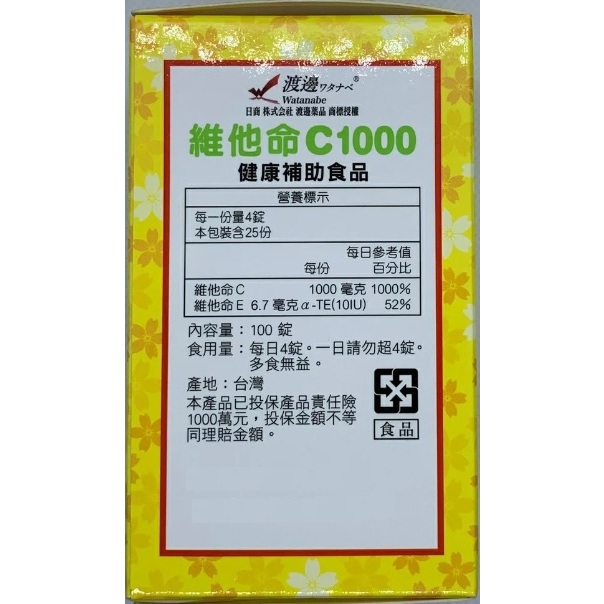 渡邊ワタナベ®
Watanabe
日商 株式会社 渡邊薬品 商標授權
維他命C1000
健康補助食品
營養標示
每一份量4錠
本包裝含25份
每日參考值
每份 百分比
維他命C 1000 毫克 1000%
維他命E 6.7 毫克α-TE(10IU) 52%
內容量：100 錠
食用量：每日4錠。一日請勿超4錠。
多食無益。
產地：台灣
本產品已投保產品責任險
1000萬元，投保金額不等
同理賠金額。
食品